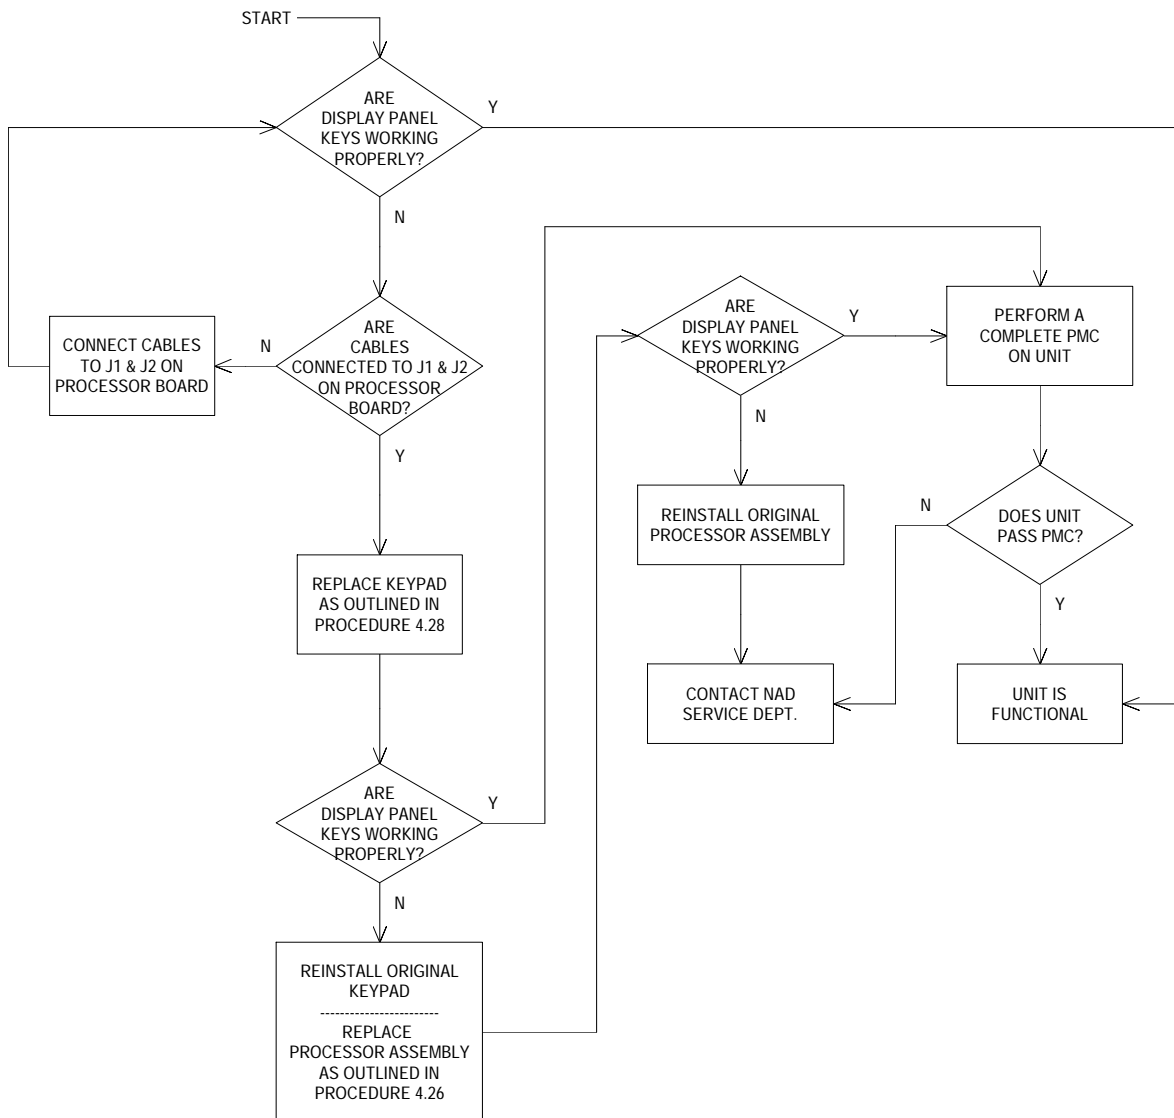 START
ARE
DISPLAY PANEL
KEYS WORKING
PROPERLY?
Y
N
ARE
CABLES
CONNECTED TO J1 & J2
ON PROCESSOR
BOARD?
N
CONNECT CABLES
TO J1 & J2 ON
PROCESSOR BOARD
Y
REPLACE KEYPAD
AS OUTLINED IN
PROCEDURE 4.28
ARE
DISPLAY PANEL
KEYS WORKING
PROPERLY?
Y
N
REINSTALL ORIGINAL
KEYPAD
------------------------
REPLACE
PROCESSOR ASSEMBLY
AS OUTLINED IN
PROCEDURE 4.26
ARE
DISPLAY PANEL
KEYS WORKING
PROPERLY?
Y
N
REINSTALL ORIGINAL
PROCESSOR ASSEMBLY
CONTACT NAD
SERVICE DEPT.
PERFORM A
COMPLETE PMC
ON UNIT
DOES UNIT
PASS PMC?
N
Y
UNIT IS
FUNCTIONAL